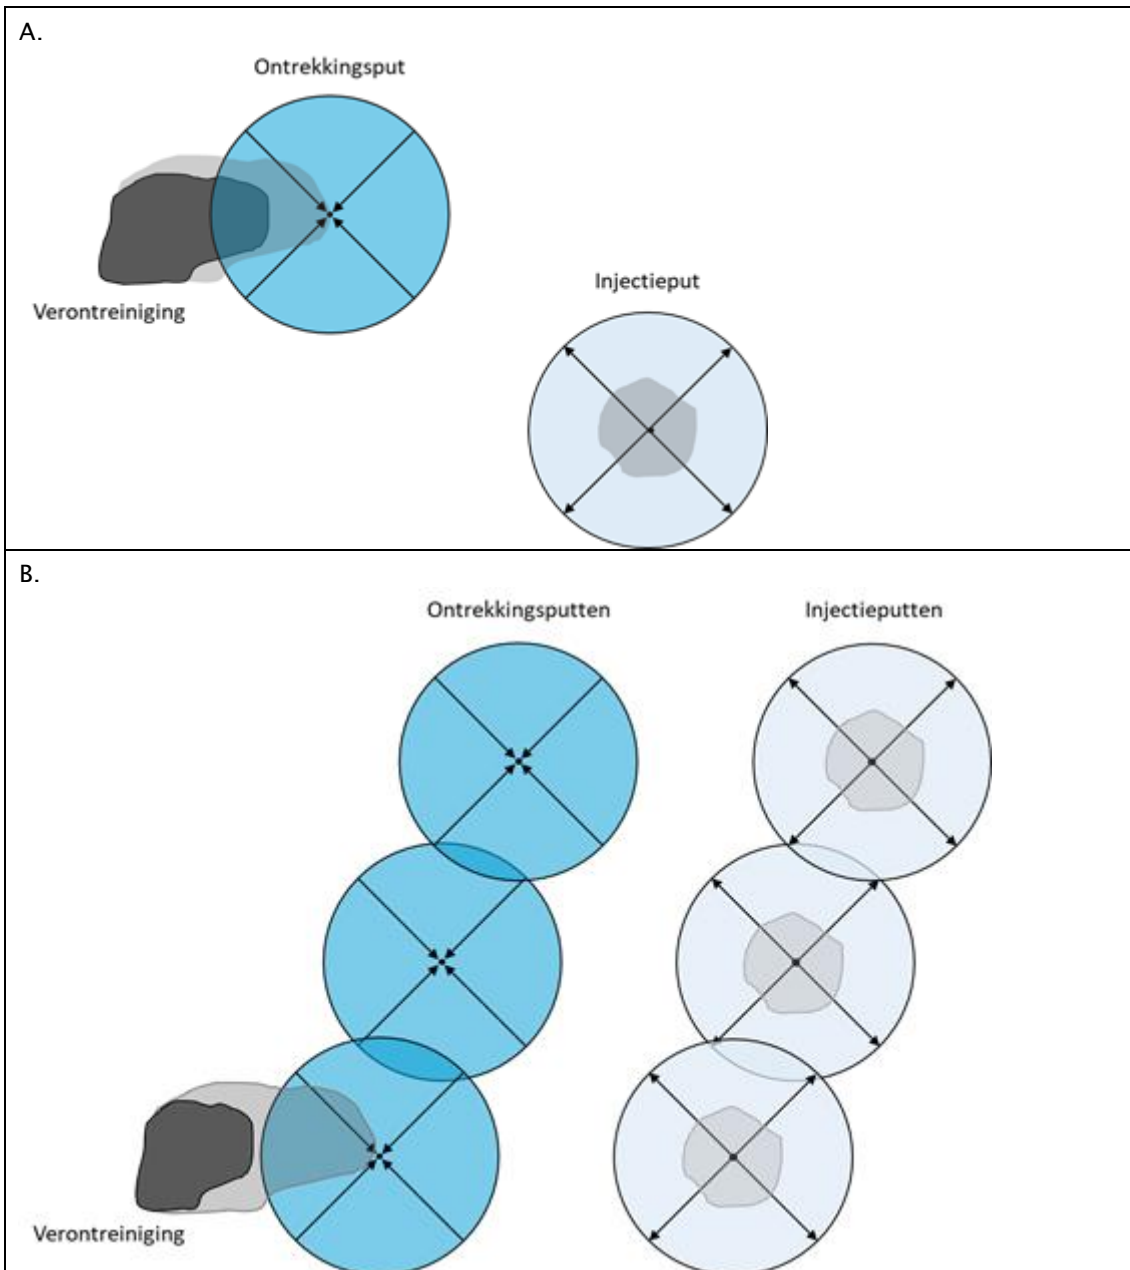 A.
Ontrekkingsput
Injectieput
Verontreiniging
B.
Ontrekkingsputten
Injectieputten
Verontreiniging